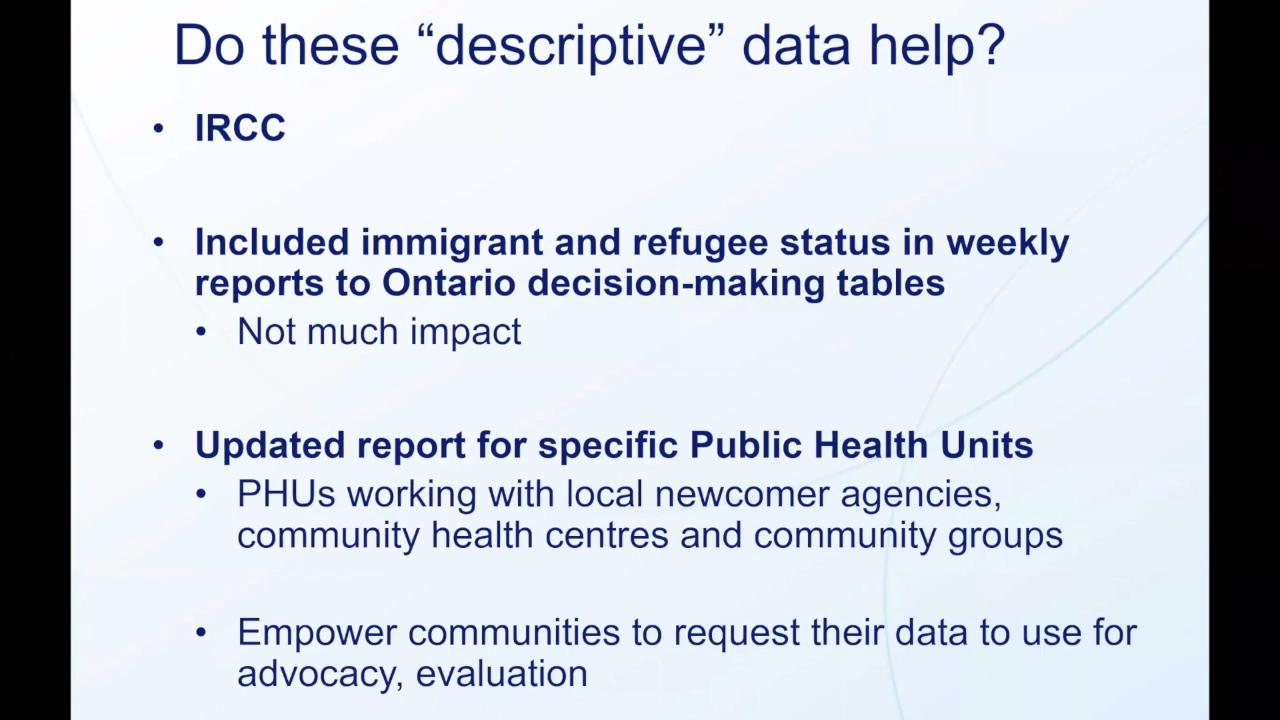 Do these “descriptive” data help?
• IRCC
• Included immigrant and refugee status in weekly
reports to Ontario decision-making tables
• Not much impact
• Updated report for specific Public Health Units
• PHUs working with local newcomer agencies,
community health centres and community groups
• Empower communities to request their data to use for
advocacy, evaluation